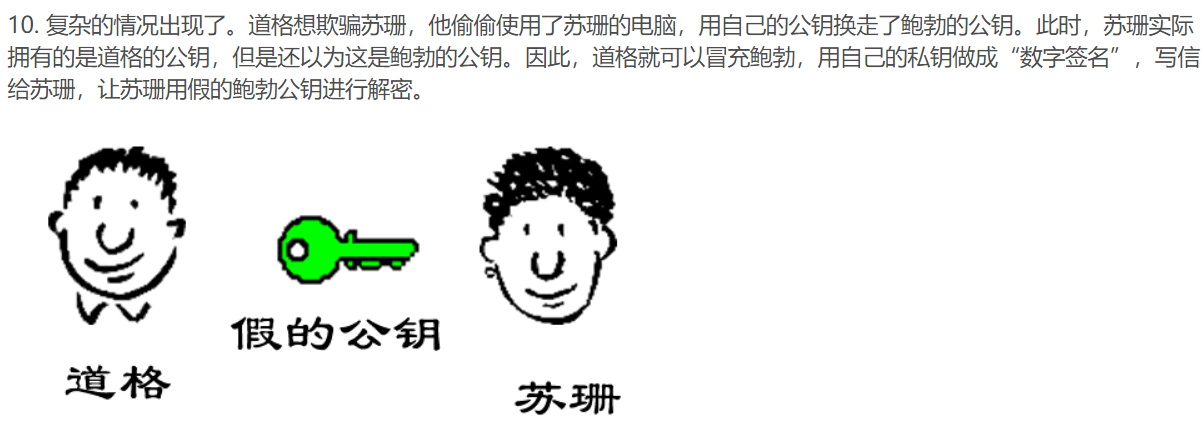 10. 复杂的情况出现了。道格想欺骗苏珊，他偷偷使用了苏珊的电脑，用自己的公钥换走了鲍勃的公钥。此时，苏珊实际
拥有的是道格的公钥，但是还以为这是鲍勃的公钥。因此，道格就可以冒充鲍勃，用自己的私钥做成“数字签名”，写信
给苏珊，让苏珊用假的鲍勃公钥进行解密。
假的公钥
道格
苏珊